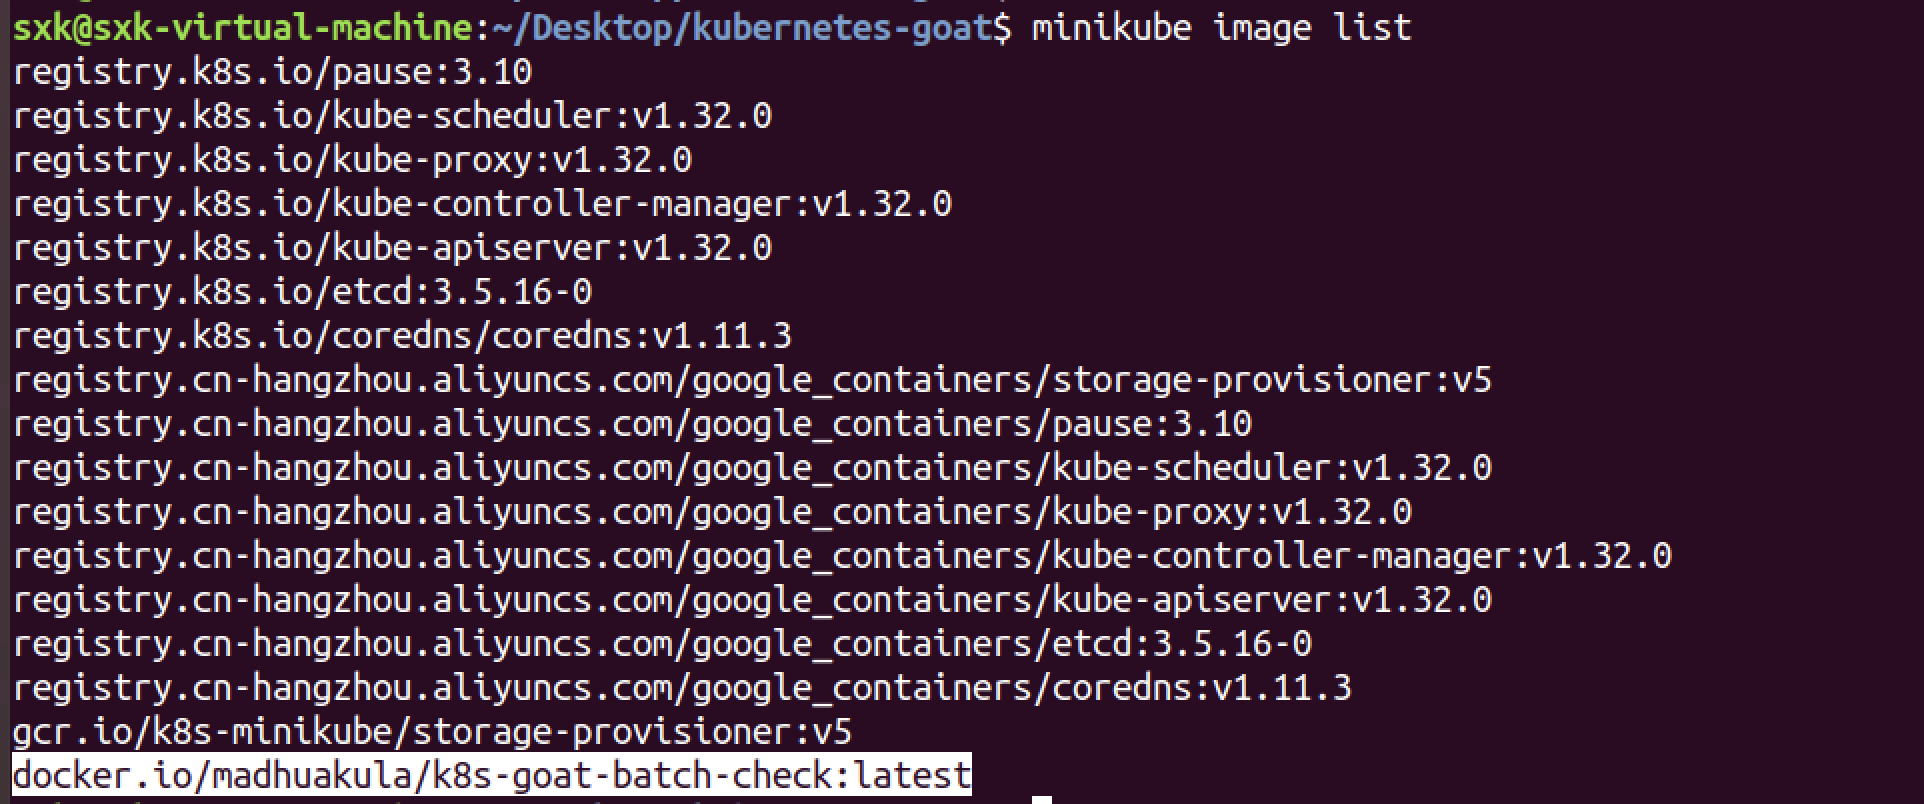 sxk@sxk-virtual-machine:~/Desktop/kubernetes-goat$ minikube image list
registry.k8s.io/pause:3.10
registry.k8s.io/kube-scheduler:v1.32.0
registry.k8s.io/kube-proxy:v1.32.0
registry.k8s.io/kube-controller-manager:v1.32.0
registry.k8s.io/kube-apiserver:v1.32.0
registry.k8s.io/etcd:3.5.16-0
registry.k8s.io/coredns/coredns:v1.11.3
registry.cn-hangzhou.aliyuncs.com/google_containers/storage-provisioner:v5
registry.cn-hangzhou.aliyuncs.com/google_containers/pause:3.10
registry.cn-hangzhou.aliyuncs.com/google_containers/kube-scheduler:v1.32.0
registry.cn-hangzhou.aliyuncs.com/google_containers/kube-proxy:v1.32.0
registry.cn-hangzhou.aliyuncs.com/google_containers/kube-controller-manager:v1.32.0
registry.cn-hangzhou.aliyuncs.com/google_containers/kube-apiserver:v1.32.0
registry.cn-hangzhou.aliyuncs.com/google_containers/etcd:3.5.16-0
registry.cn-hangzhou.aliyuncs.com/google_containers/coredns:v1.11.3
gcr.io/k8s-minikube/storage-provisioner:v5
docker.io/madhuakula/k8s-goat-batch-check:latest